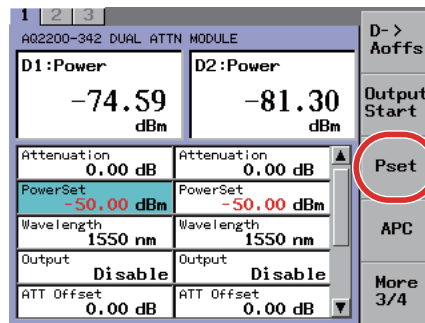 1 2 3
AQ2200-342 DUAL ATTN MODULE
D1:Power
-74.59
dBm
D2:Power
-81.30
dBm
Attenuation
0.00 dB
Attenuation
0.00 dB
PowerSet
-50.00 dBm
PowerSet
-50.00 dBm
Wavelength
1550 nm
Wavelength
1550 nm
Output
Disable
Output
Disable
ATT Offset
0.00 dB
ATT Offset
0.00 dB
D->
Aoffs
Output
Start
Pset
APC
More
3/4